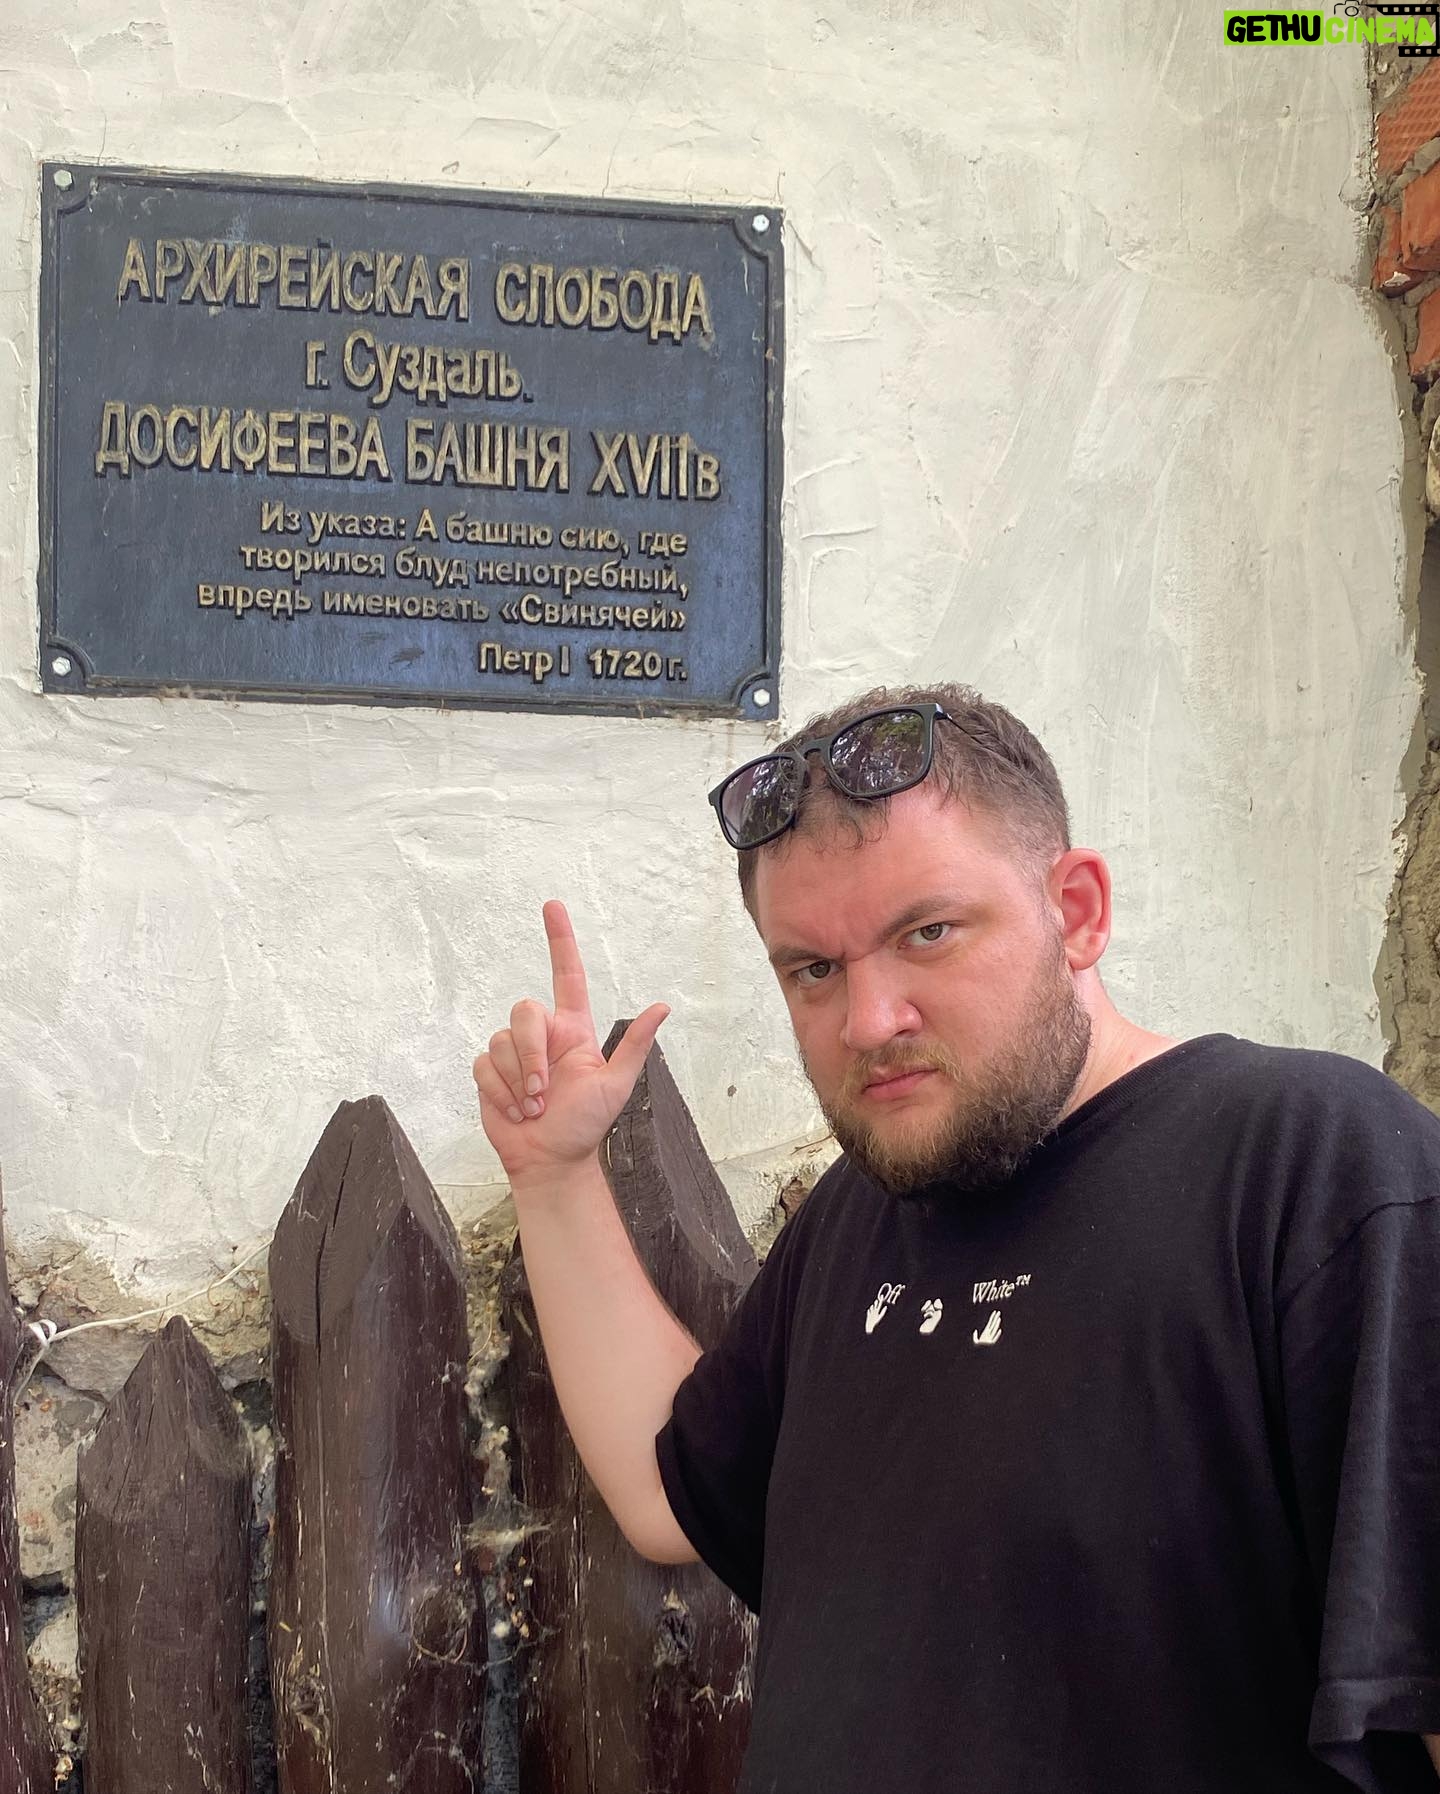 GETHU CINEMA
АРХИРЕЙСКАЯ СЛОБОДА
г. Суздаль.
ДОСИФЕЕВА БАШНЯ XVII в
Из указа: А башню сию, где
творился блуд непотребный,
впредь именовать «Свинячей»
Петр I 1720 г.
Off White™